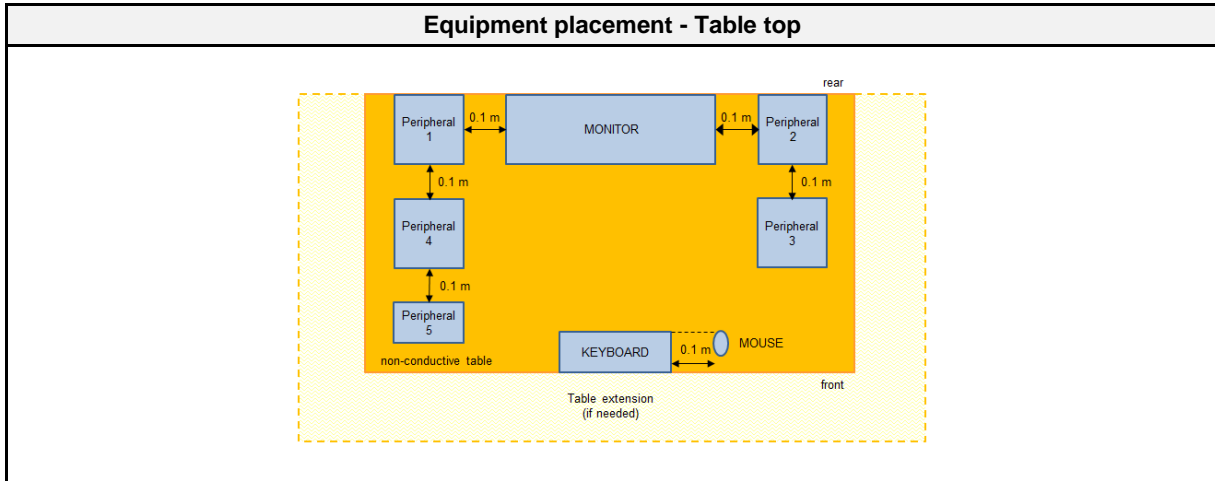 Equipment placement - Table top
rear
Peripheral
1
0.1 m
MONITOR
0.1 m
Peripheral
2
0.1 m
0.1 m
Peripheral
4
Peripheral
3
0.1 m
Peripheral
5
KEYBOARD
0.1 m
MOUSE
non-conductive table
front
Table extension
(if needed)